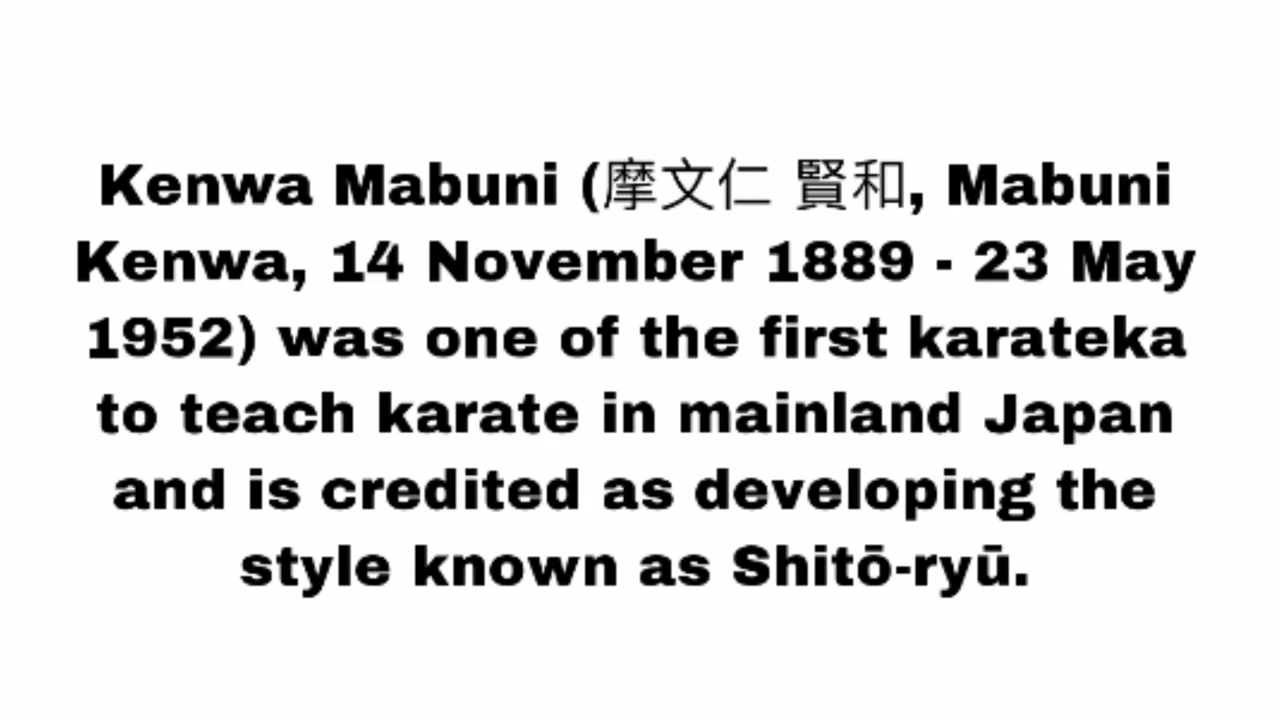 Kenwa Mabuni (摩文仁 賢和, Mabuni
Kenwa, 14 November 1889 - 23 May
1952) was one of the first karateka
to teach karate in mainland Japan
and is credited as developing the
style known as Shitō-ryū.